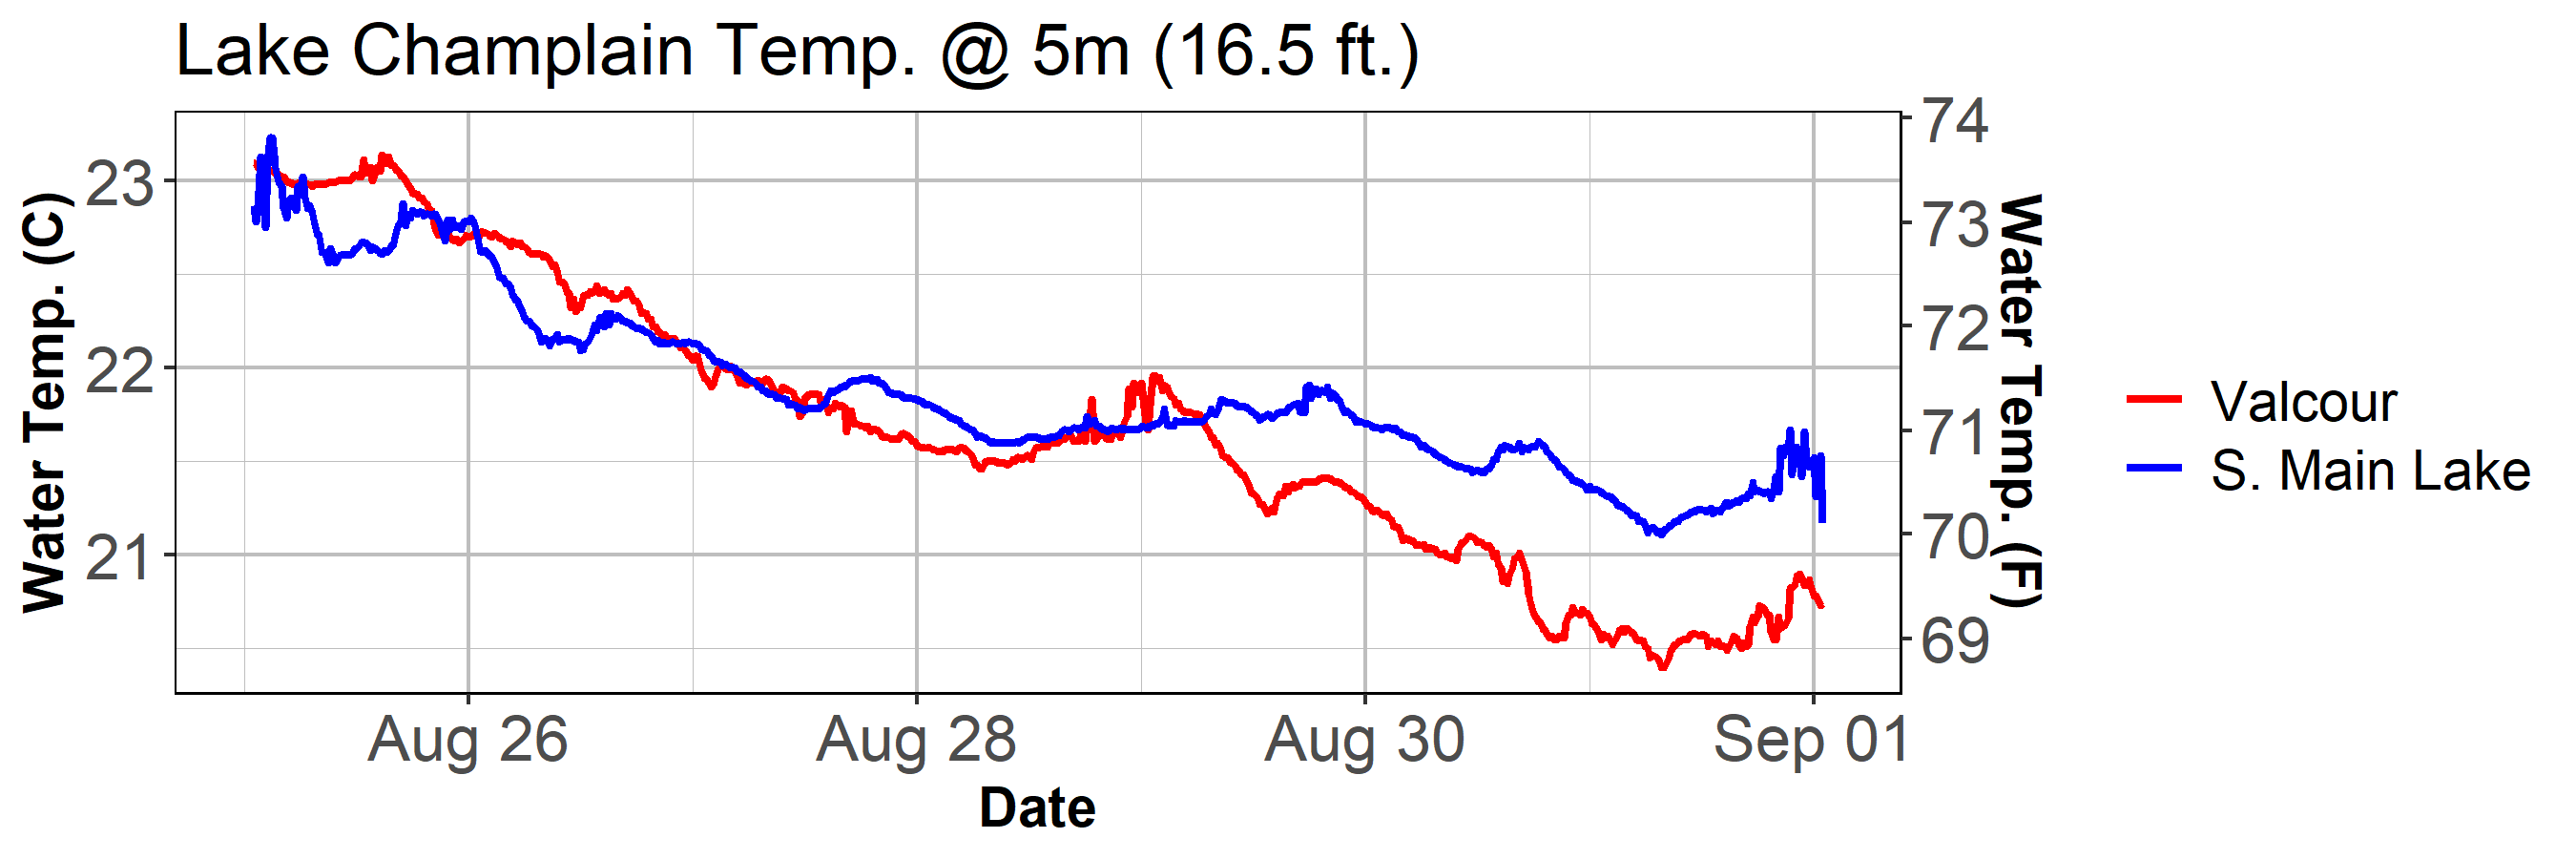 Lake Champlain Temp. @ 5m (16.5 ft.)
Water Temp. (C)
23
22
21
74
73
72
71
70
69
Water Temp. (F)
Aug 26
Aug 28
Aug 30
Sep 01
Date
Valcour
S. Main Lake